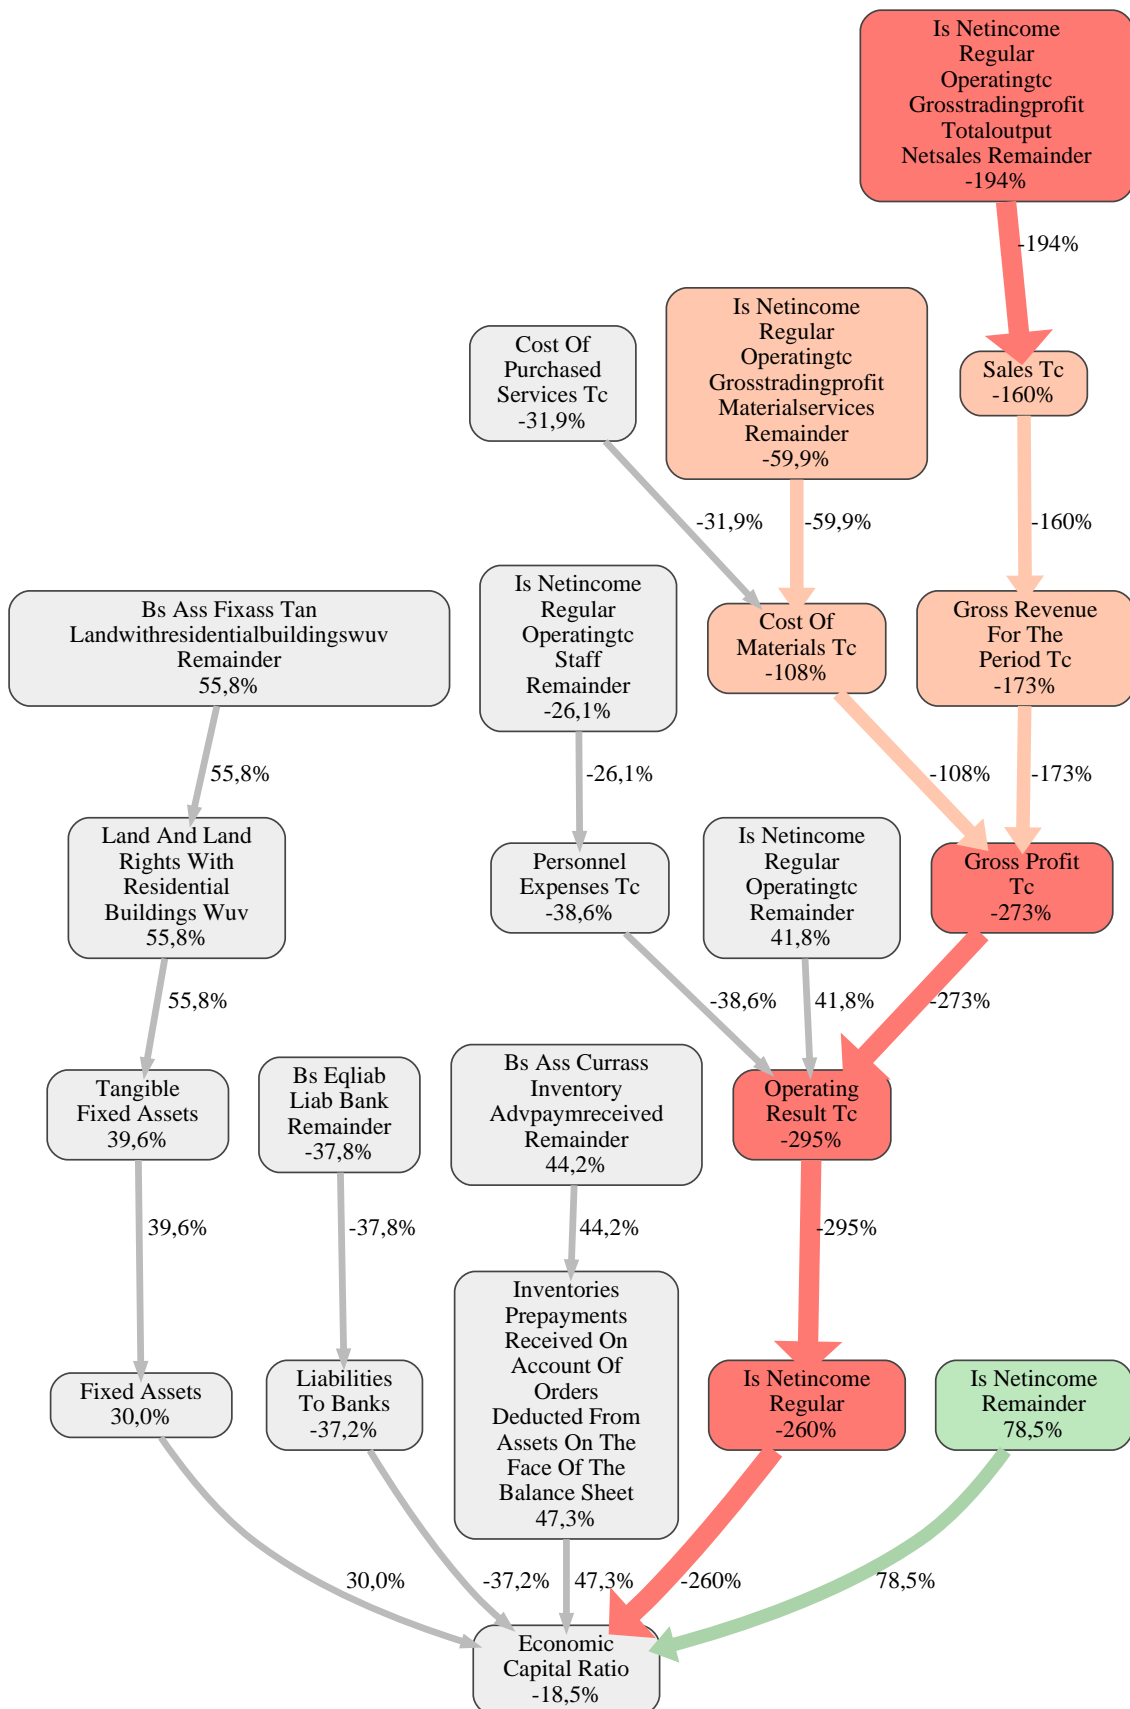 Is Netincome
Regular
Operatingtc
Grosstradingprofit
Totaloutput
Netsales Remainder
-194%
-194%
Is Netincome
Regular
Operatingtc
Grosstradingprofit
Materialservices
Remainder
-59,9%
Cost Of
Purchased
Services Tc
-31,9%
Sales Tc
-160%
-31,9%
-59,9%
-160%
Bs Ass Fixass Tan
Landwithresidentialbuildingswuv
Remainder
55,8%
Is Netincome
Regular
Operatingtc
Staff
Remainder
-26,1%
Cost Of
Materials Tc
-108%
Gross Revenue
For The
Period Tc
-173%
55,8%
-26,1%
-108%
-173%
Land And Land
Rights With
Residential
Buildings Wuv
55,8%
Personnel
Expenses Tc
-38,6%
Is Netincome
Regular
Operatingtc
Remainder
41,8%
Gross Profit
Tc
-273%
55,8%
-38,6%
41,8%
-273%
Tangible
Fixed Assets
39,6%
Bs Eqliab
Liab Bank
Remainder
-37,8%
Bs Ass Currass
Inventory
Advpaymreceived
Remainder
44,2%
Operating
Result Tc
-295%
39,6%
-37,8%
44,2%
-295%
Fixed Assets
30,0%
Liabilities
To Banks
-37,2%
Inventories
Prepayments
Received On
Account Of
Orders
Deducted From
Assets On The
Face Of The
Balance Sheet
47,3%
Is Netincome
Regular
-260%
Is Netincome
Remainder
78,5%
30,0%
-37,2%
47,3%
-260%
78,5%
Economic
Capital Ratio
-18,5%